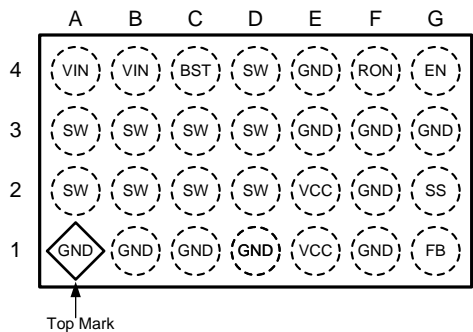 A B C D E F G
4 VIN VIN BST SW GND RON EN
3 SW SW SW SW GND GND GND
2 SW SW SW SW VCC GND SS
1 GND GND GND GND VCC GND FB
Top Mark